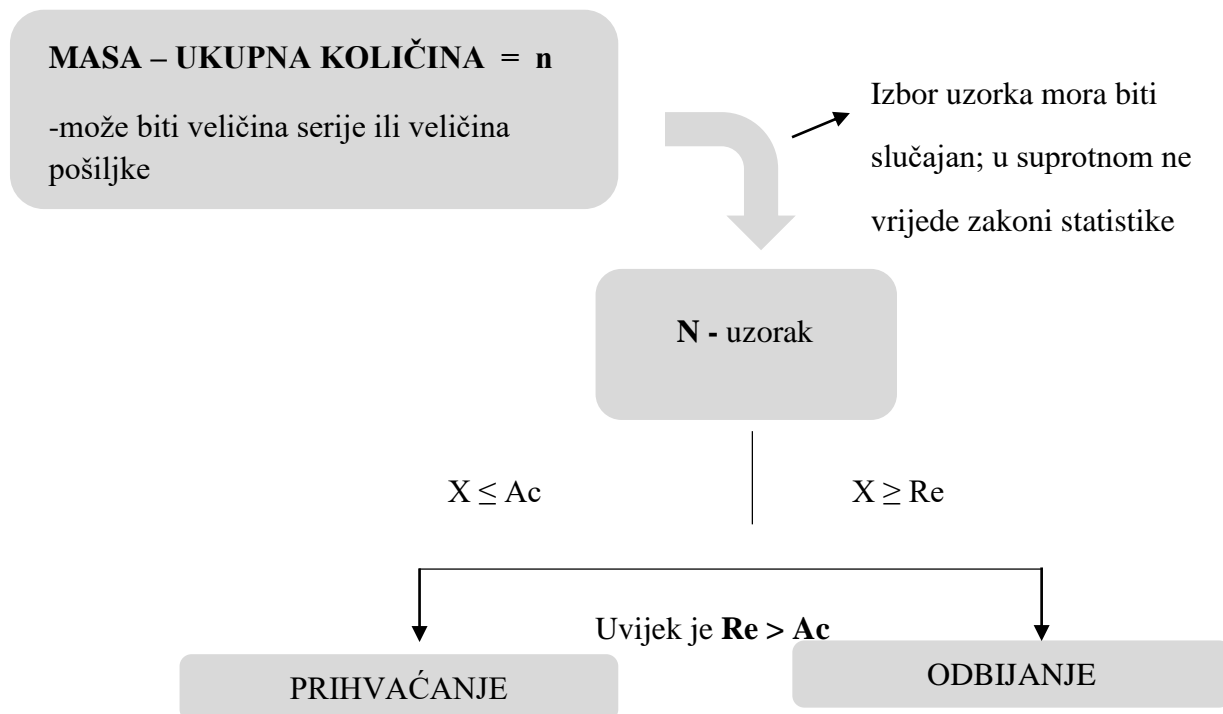 MASA – UKUPNA KOLIČINA = n
-može biti veličina serije ili veličina
pošiljke
Izbor uzorka mora biti
slučajan; u suprotnom ne
vrijede zakoni statistike
N - uzorak
X ≤ Ac
X ≥ Re
Uvijek je Re > Ac
PRIHVAĆANJE
ODBIJANJE